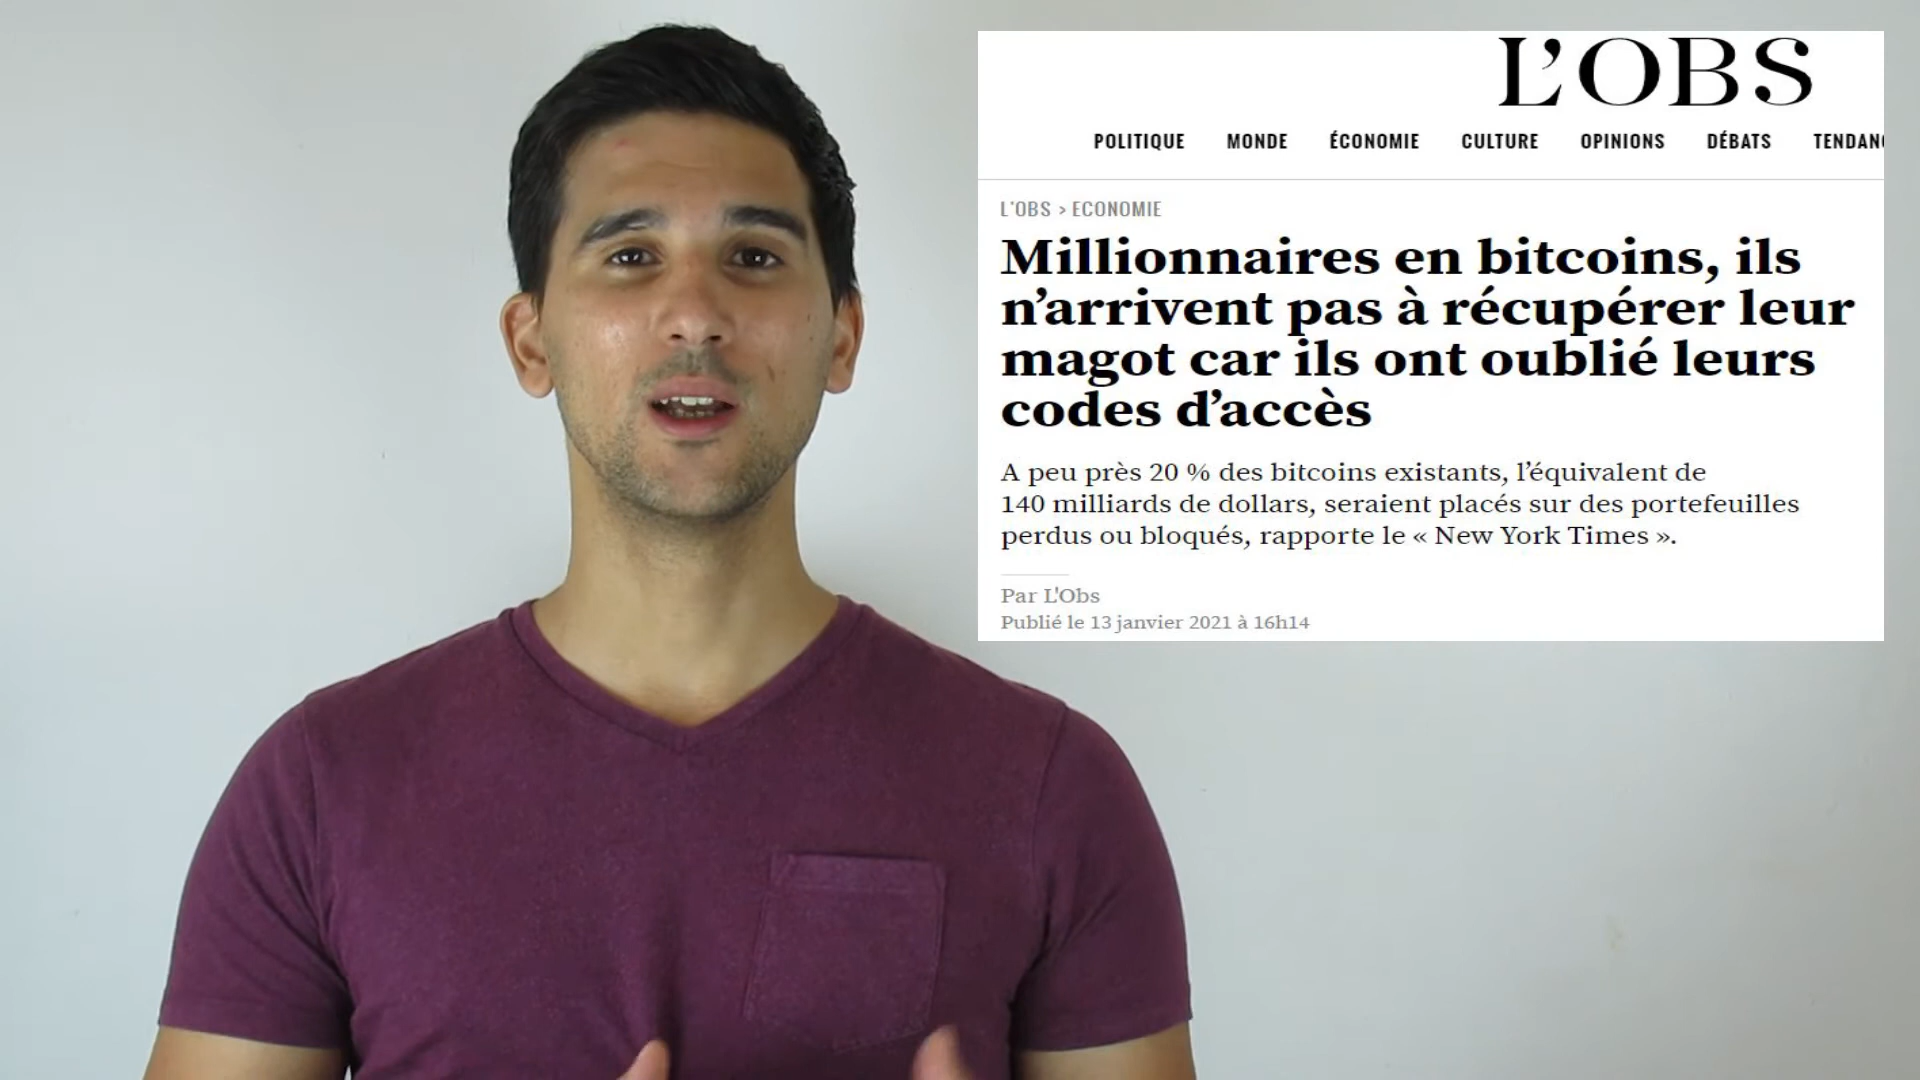 L'OBS
POLITIQUE MONDE ÉCONOMIE CULTURE OPINIONS DÉBATS
L'OBS > ECONOMIE
Millionnaires en bitcoins, ils
n’arrivent pas à récupérer leur
magot car ils ont oublié leurs
codes d’accès
A peu près 20 % des bitcoins existants, l’équivalent de
140 milliards de dollars, seraient placés sur des portefeuilles
perdus ou bloqués, rapporte le « New York Times ».
Par L'Obs
Publié le 13 janvier 2021 à 16h14